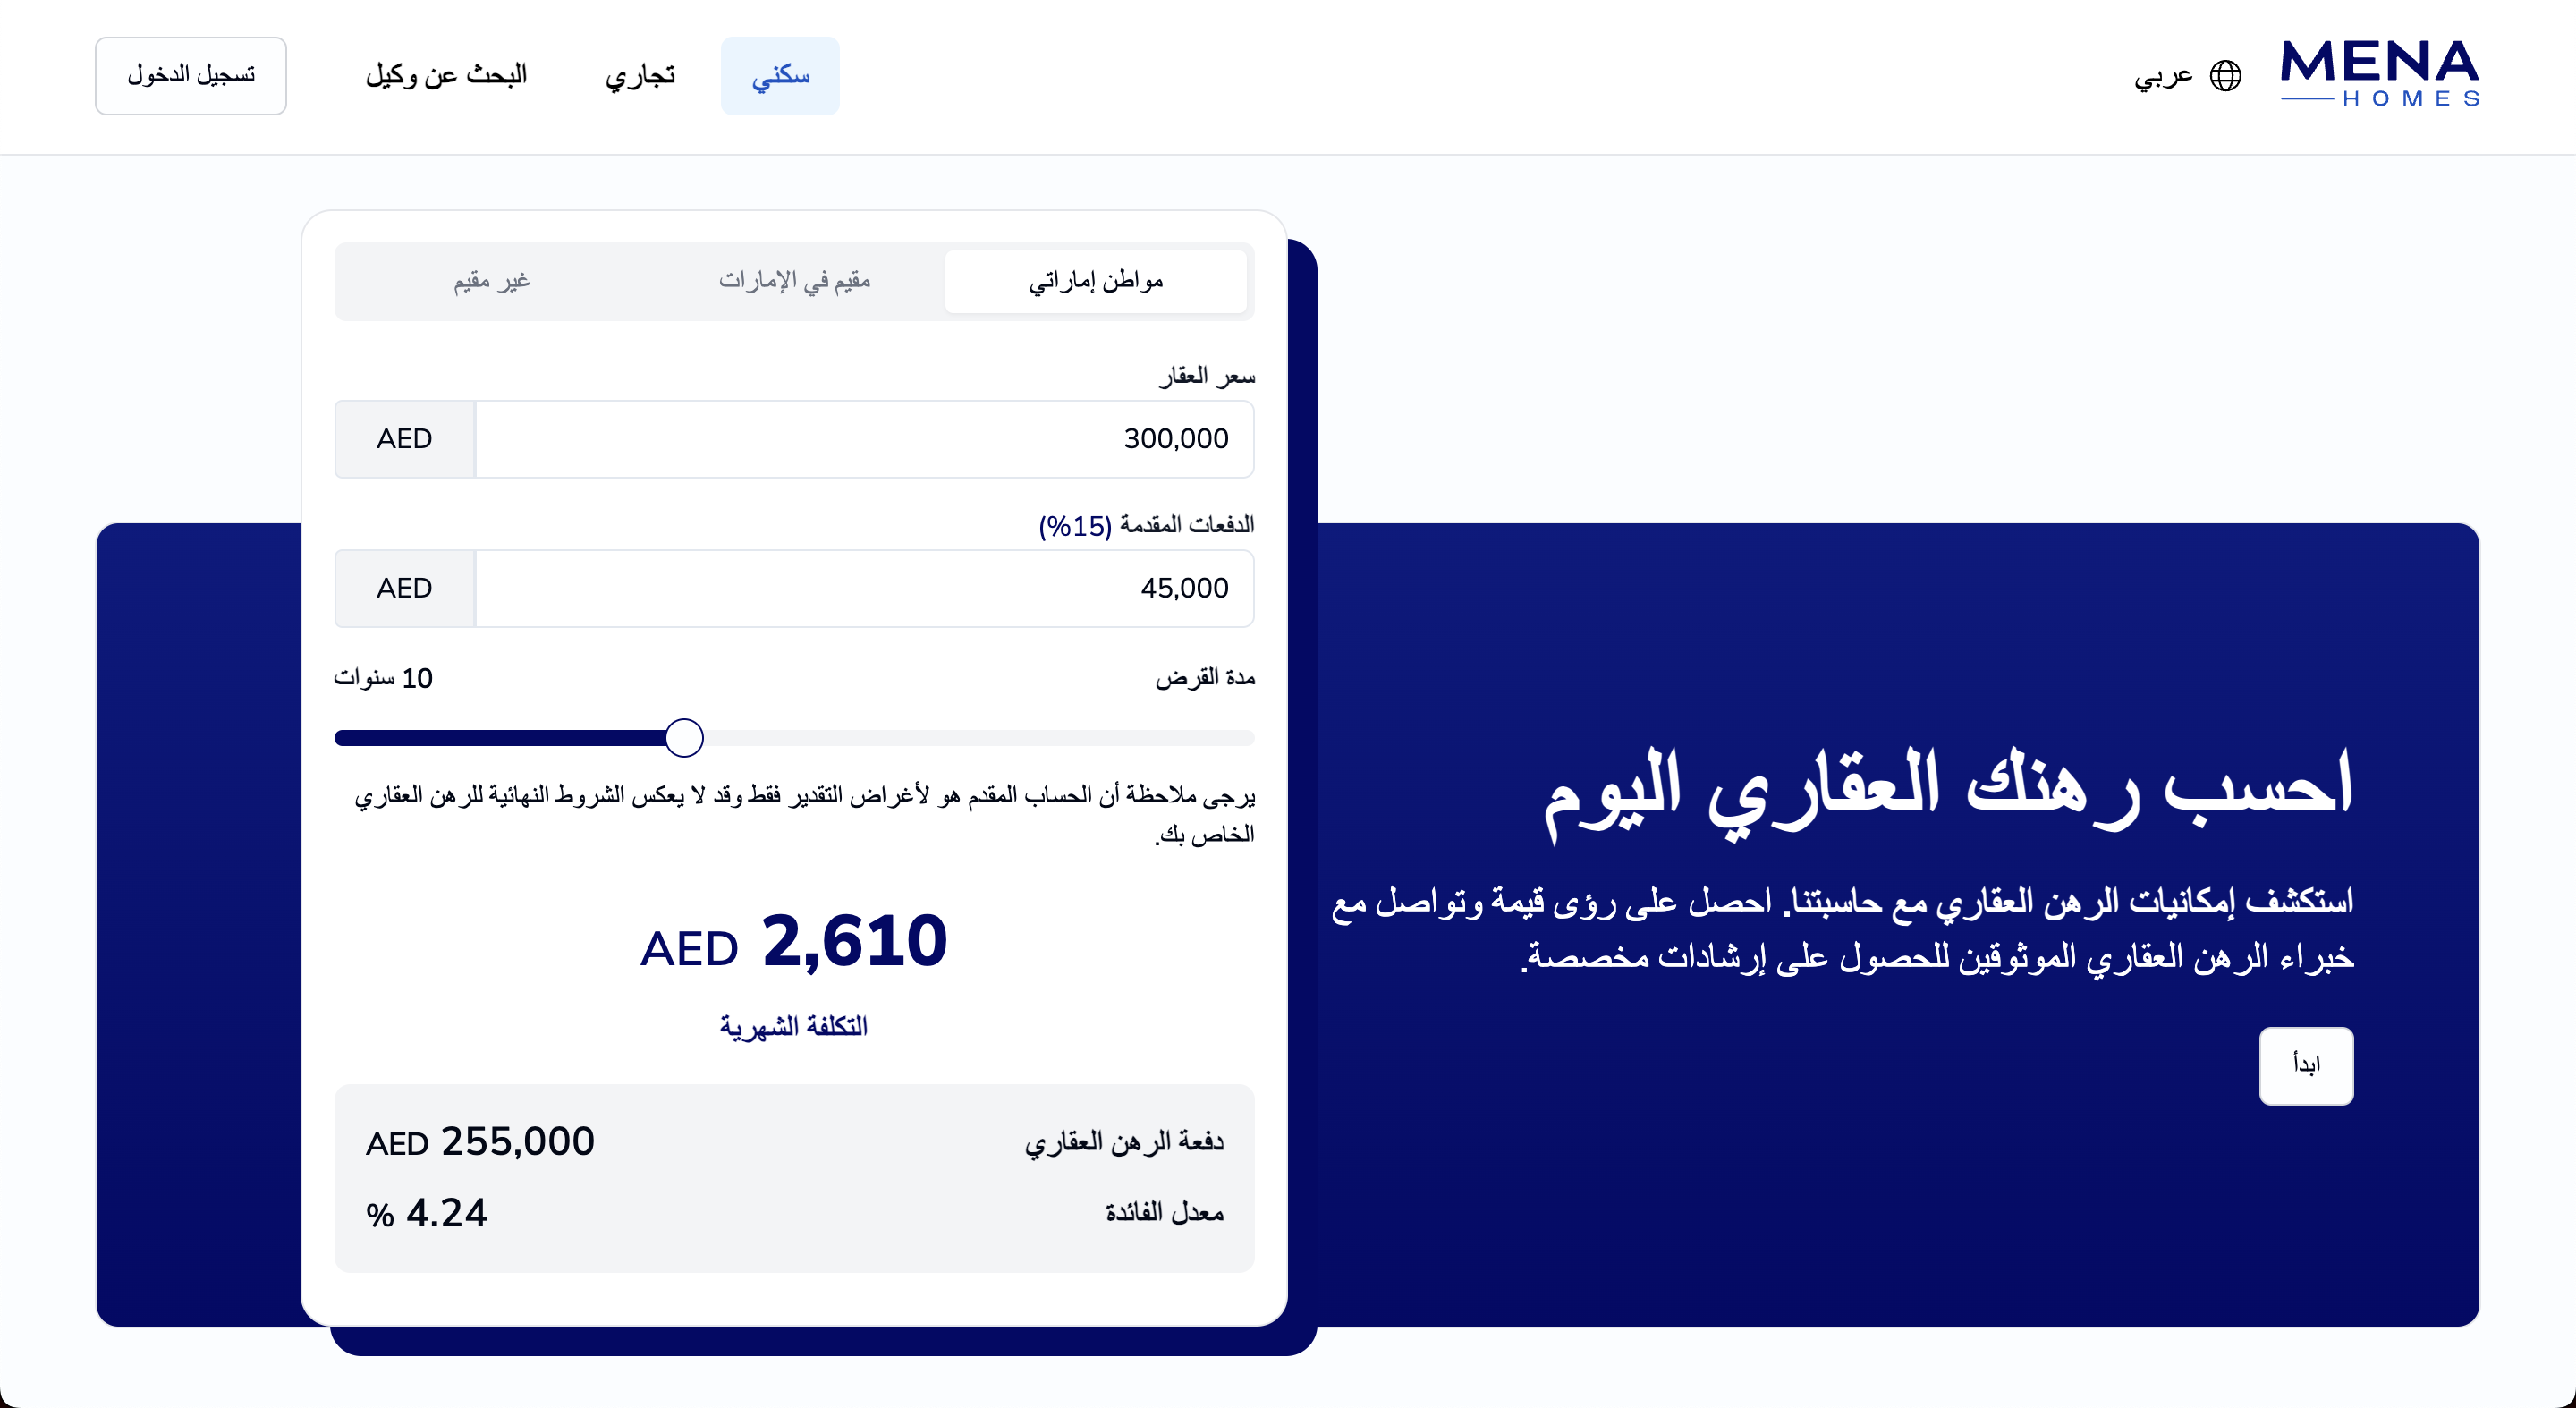 MENA
HOMES
عربي
سكني
تجاري
البحث عن وكيل
تسجيل الدخول
احسب رهنك العقاري اليوم
استكشف إمكانيات الرهن العقاري مع حاسبتنا. احصل على رؤى قيمة وتواصل مع
خبراء الرهن العقاري الموثوقين للحصول على إرشادات مخصصة.
ابدأ
مواطن إماراتي
مقيم في الإمارات
غير مقيم
سعر العقار
300,000
AED
الدفعات المقدمة (15%)
45,000
AED
مدة القرض
10 سنوات
يرجى ملاحظة أن الحساب المقدم هو لأغراض التقدير فقط وقد لا يعكس الشروط النهائية للرهن العقاري
الخاص بك.
AED 2,610
التكلفة الشهرية
دفعة الرهن العقاري
AED 255,000
معدل الفائدة
% 4.24